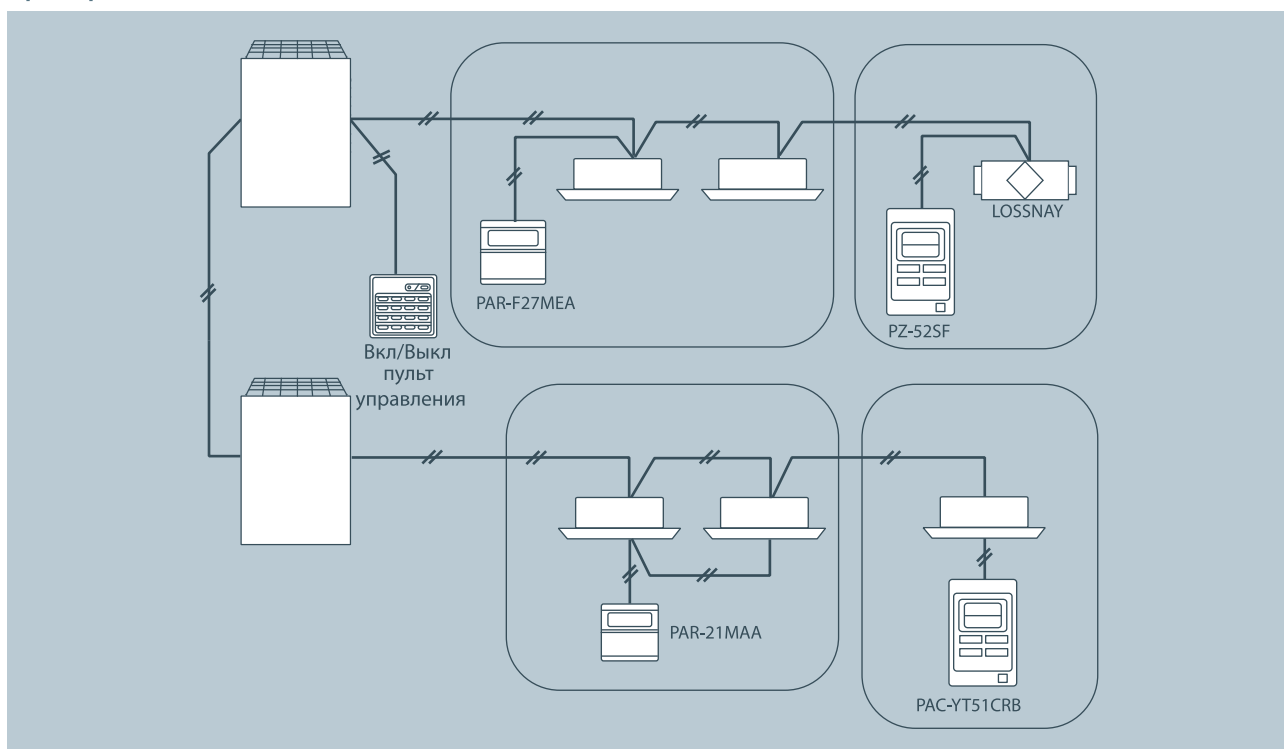 LOSSNAY
PAR-F27MEA
PZ-52SF
Вкл/Выкл
пульт
управления
PAR-21MAA
PAC-YT51CRB